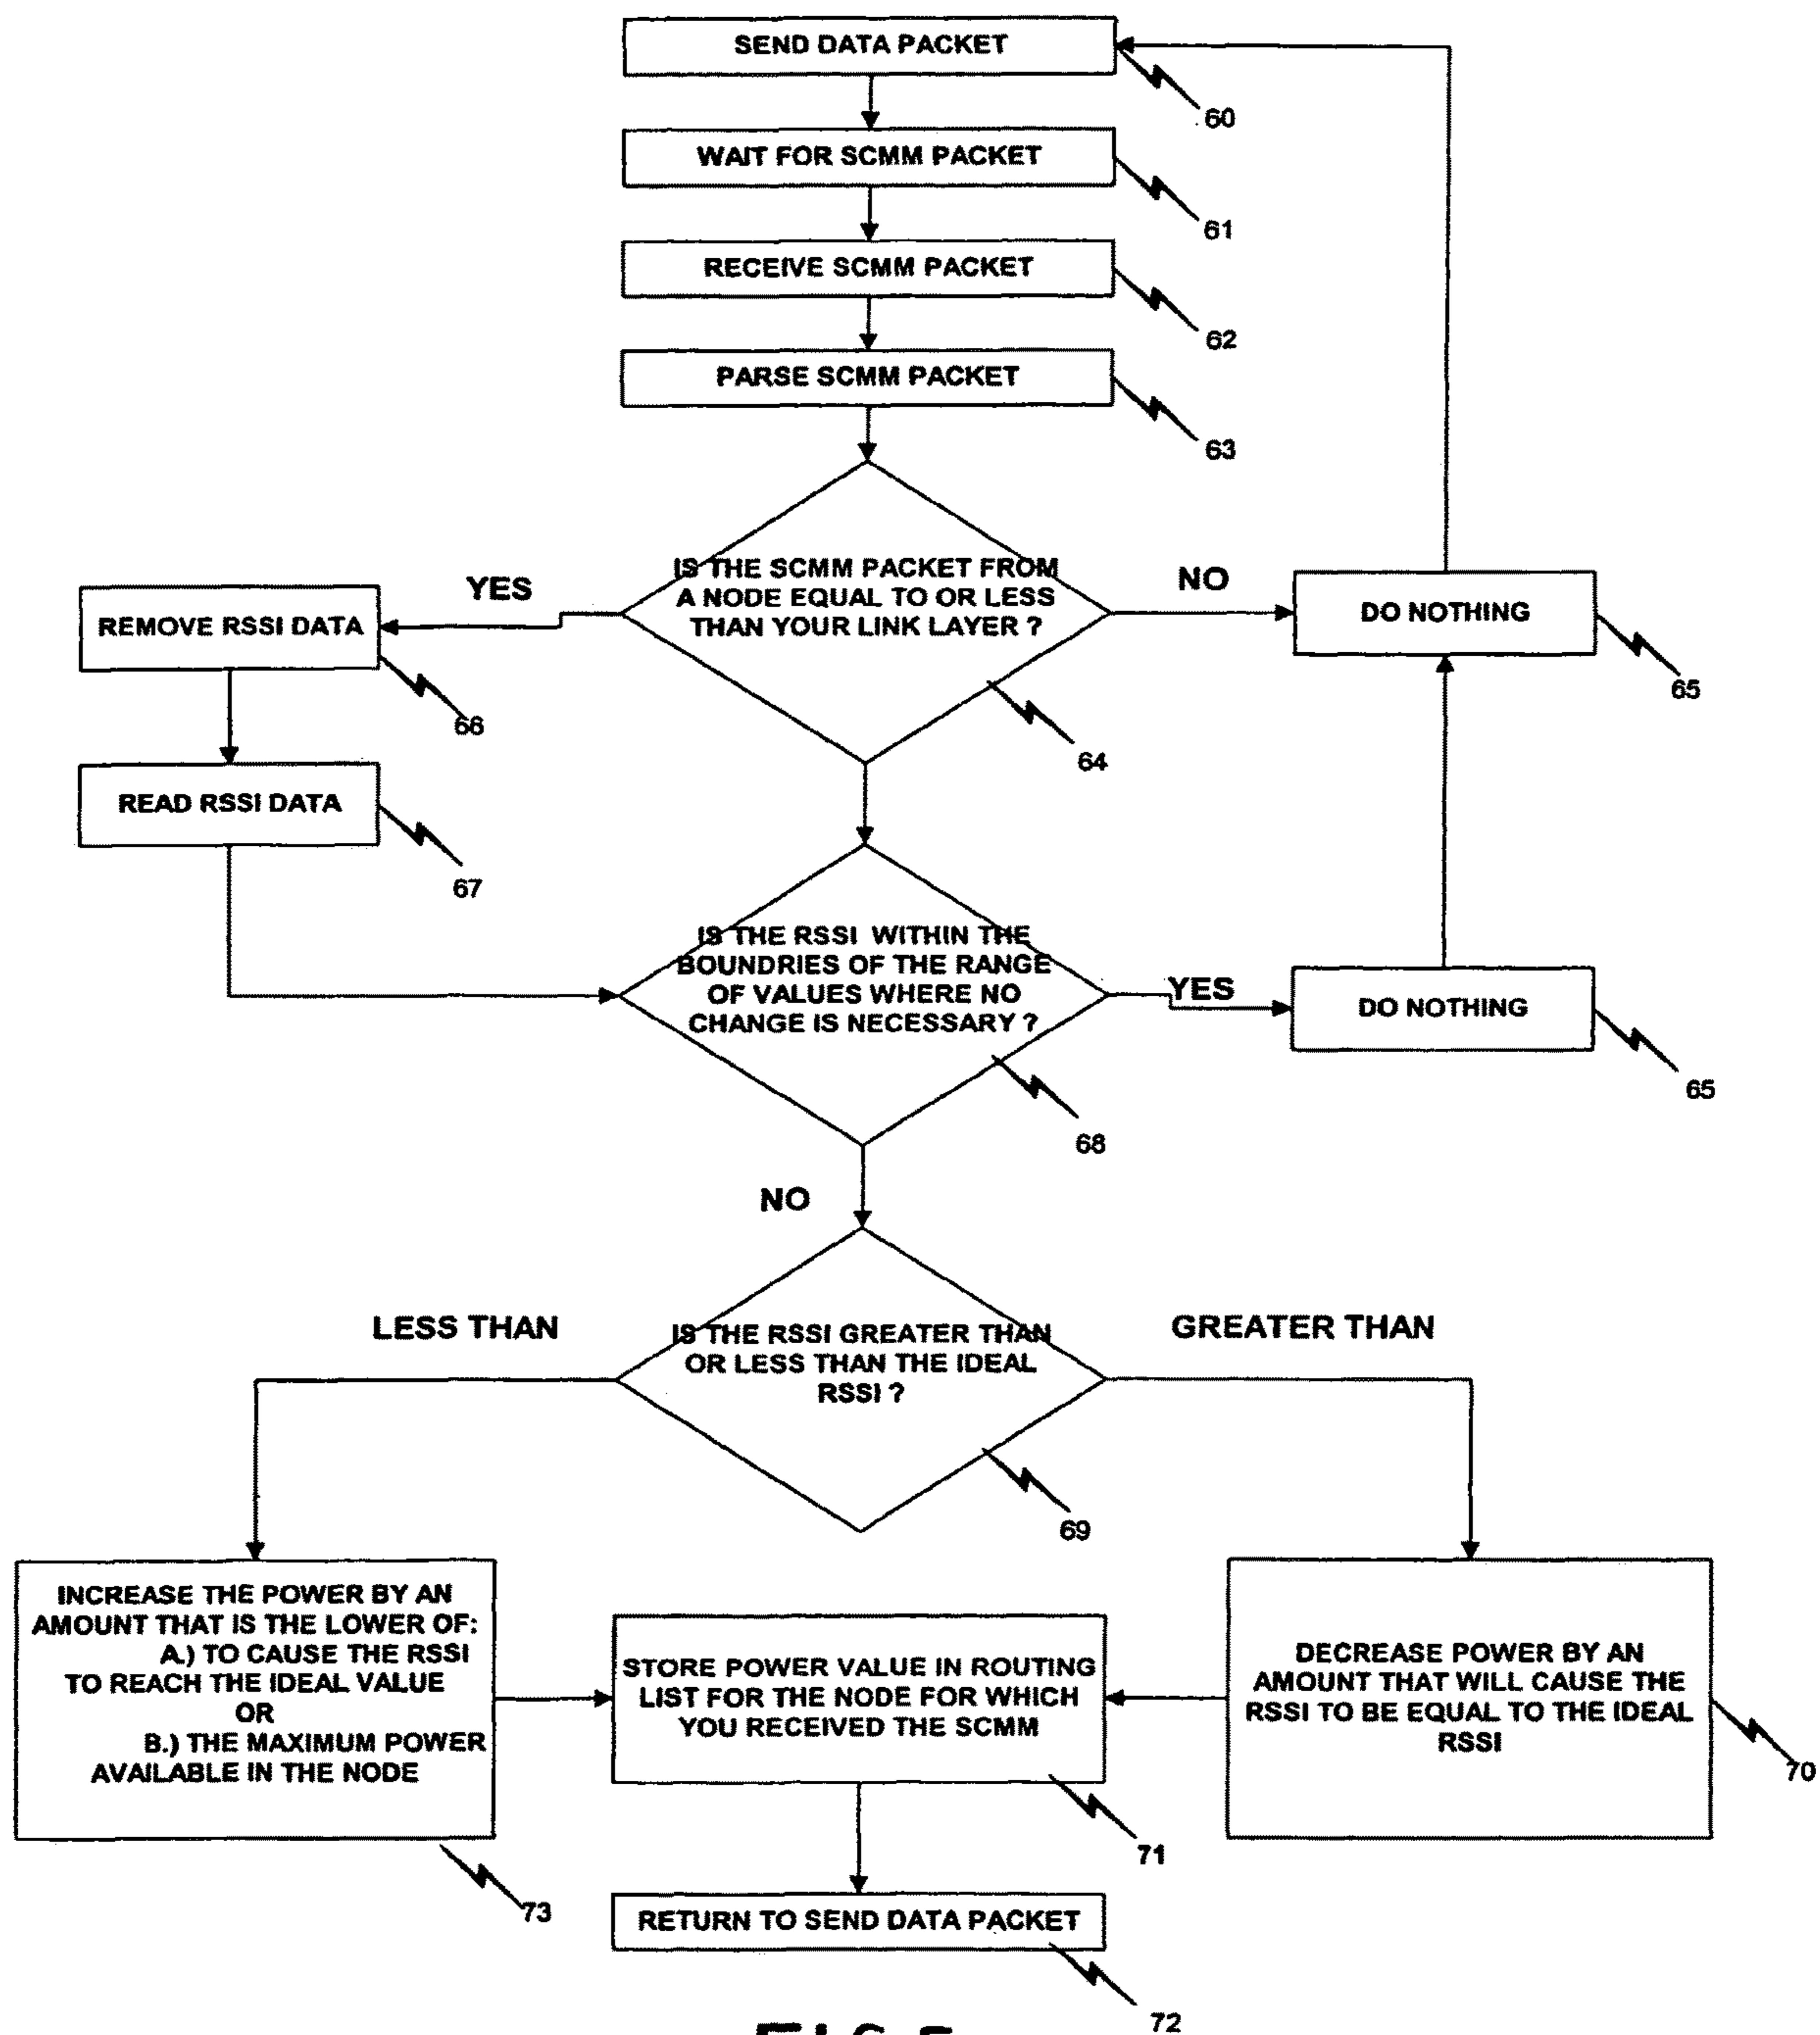 SEND DATA PACKET
60
WAIT FOR SCMM PACKET
61
RECEIVE SCMM PACKET
62
PARSE SCMM PACKET
63
IS THE SCMM PACKET FROM
A NODE EQUAL TO OR LESS
THAN YOUR LINK LAYER ?
64
YES
NO
REMOVE RSSI DATA
66
DO NOTHING
65
READ RSSI DATA
67
IS THE RSSI WITHIN THE
BOUNDRIES OF THE RANGE
OF VALUES WHERE NO
CHANGE IS NECESSARY ?
68
YES
DO NOTHING
65
NO
LESS THAN
IS THE RSSI GREATER THAN
OR LESS THAN THE IDEAL
RSSI ?
69
GREATER THAN
INCREASE THE POWER BY AN
AMOUNT THAT IS THE LOWER OF:
A.) TO CAUSE THE RSSI
TO REACH THE IDEAL VALUE
OR
B.) THE MAXIMUM POWER
AVAILABLE IN THE NODE
73
STORE POWER VALUE IN ROUTING
LIST FOR THE NODE FOR WHICH
YOU RECEIVED THE SCMM
71
DECREASE POWER BY AN
AMOUNT THAT WILL CAUSE THE
RSSI TO BE EQUAL TO THE IDEAL
RSSI
70
RETURN TO SEND DATA PACKET
72